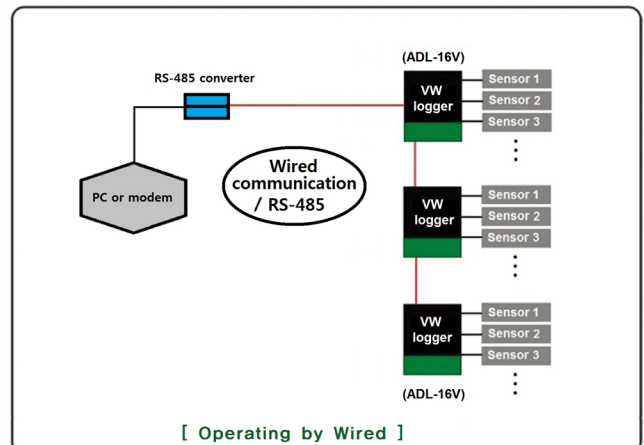 (ADL-16V)
RS-485 converter
VW
logger
Sensor 1
Sensor 2
Sensor 3
PC or modem
Wired
communication
/ RS-485
VW
logger
Sensor 1
Sensor 2
Sensor 3
VW
logger
Sensor 1
Sensor 2
Sensor 3
(ADL-16V)
[ Operating by Wired ]